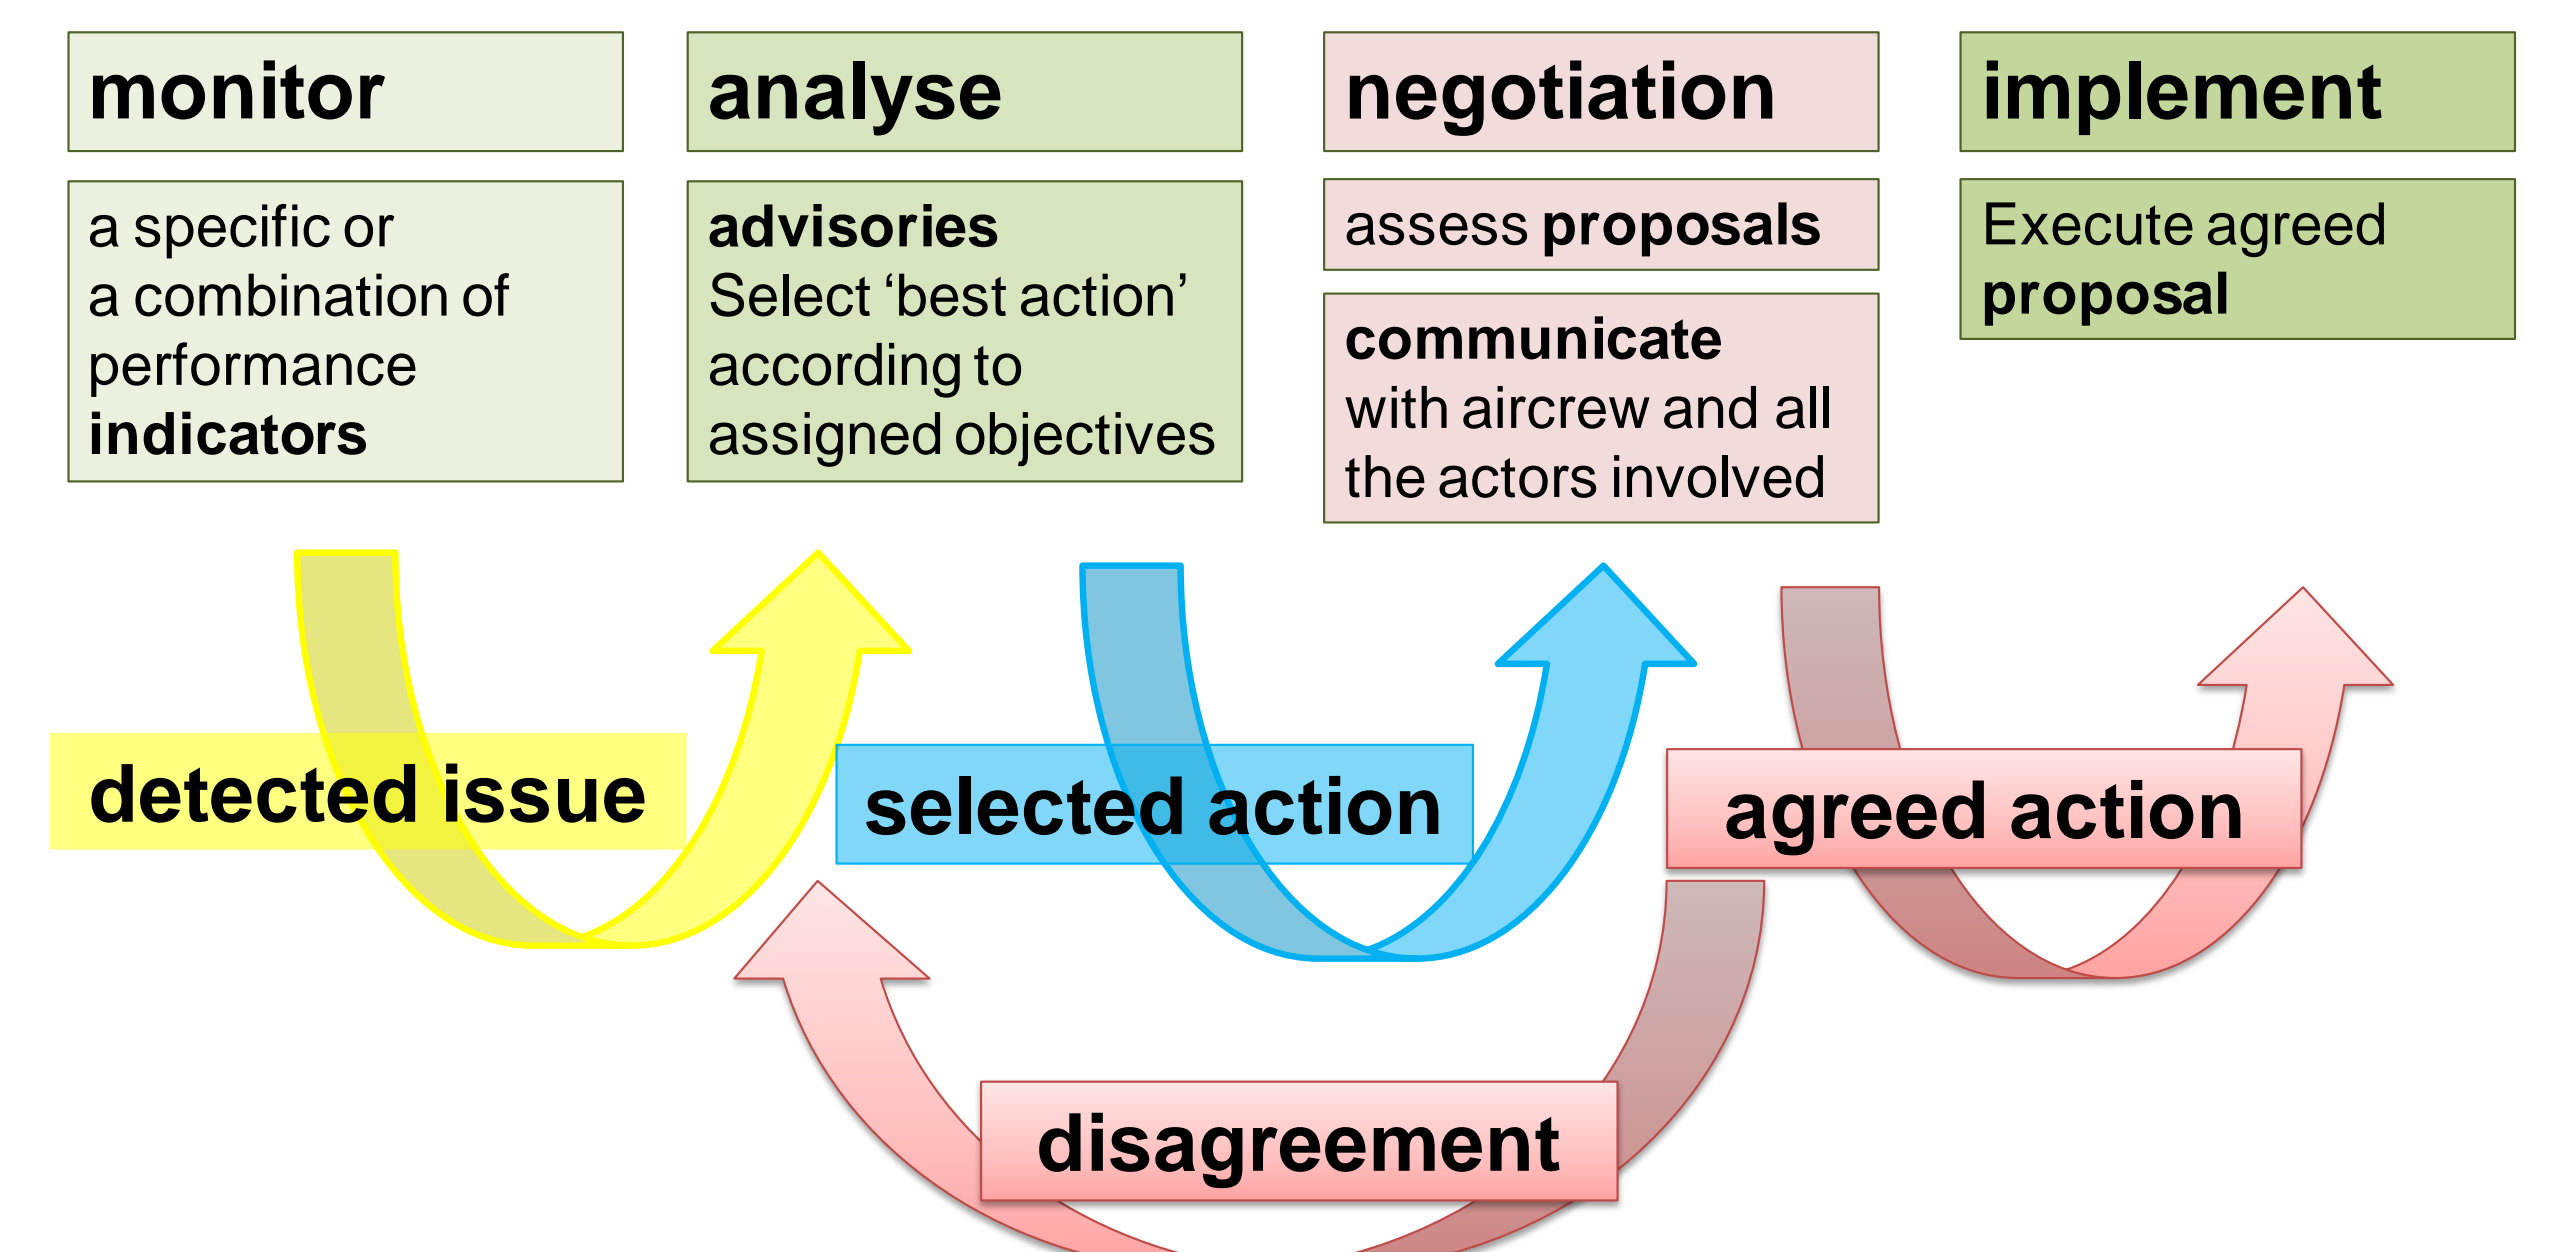 monitor
a specific or
a combination of
performance
indicators
analyse
advisories
Select ‘best action’
according to
assigned objectives
negotiation
assess proposals
communicate
with aircrew and all
the actors involved
implement
Execute agreed
proposal
detected issue
selected action
agreed action
disagreement